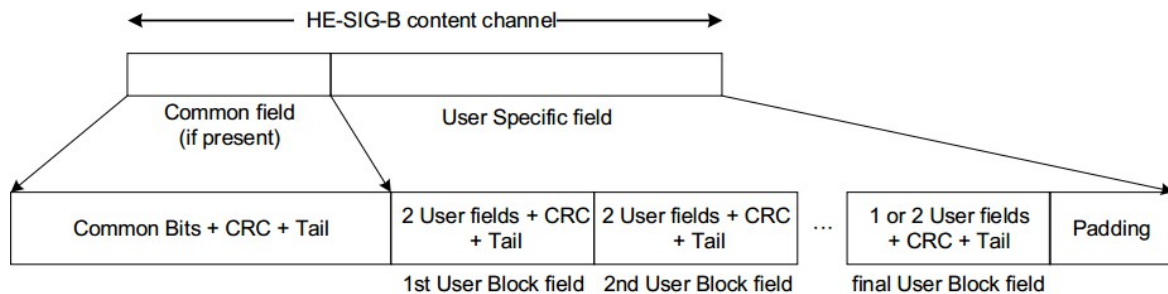 HE-SIG-B content channel
Common field
(if present)
User Specific field
Common Bits + CRC + Tail
2 User fields + CRC
+ Tail
2 User fields + CRC
+ Tail
...
1 or 2 User fields
+ CRC + Tail
Padding
1st User Block field
2nd User Block field
final User Block field